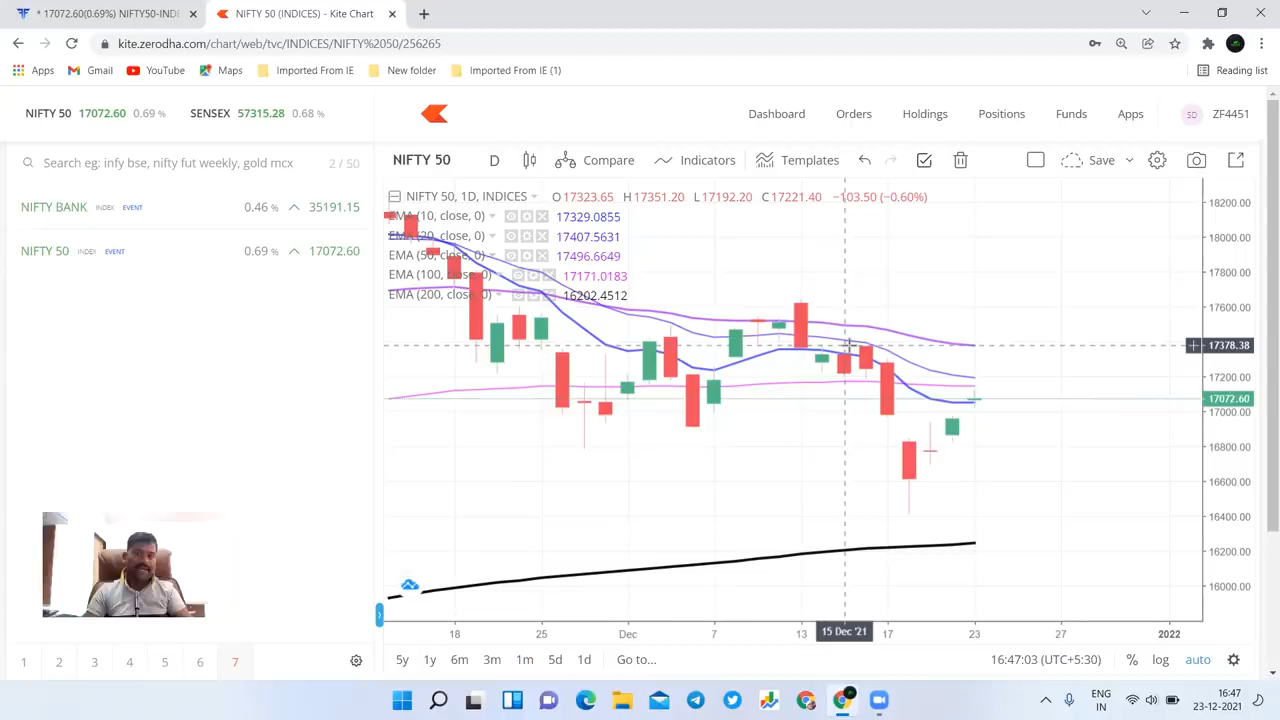 * 17072.60(0.69%) NIFTY50-INDE
NIFTY 50 (INDICES) - Kite Chart
kite.zerodha.com/chart/web/tvc/INDICES/NIFTY%2050/256265
Apps Gmail YouTube Maps Imported From IE New folder Imported From IE (1) Reading list
NIFTY 50 17072.60 0.69 % SENSEX 57315.28 0.68 %
Dashboard Orders Holdings Positions Funds Apps SD ZF4451
Search eg: infy bse, nifty fut weekly, gold mcx 2 / 50
NIFTY BANK INDEX EVENT 0.46 % 35191.15
NIFTY 50 INDEX EVENT 0.69 % 17072.60
1 2 3 4 5 6 7
NIFTY 50 D Compare Indicators Templates Save
NIFTY 50, 1D, INDICES O17323.65 H17351.20 L17192.20 C17221.40 −103.50 (−0.60%)
EMA (10, close, 0) 17329.0855
EMA (20, close, 0) 17407.5631
EMA (50, close, 0) 17496.6649
EMA (100, close, 0) 17171.0183
EMA (200, close, 0) 16202.4512
18200.00
18000.00
17800.00
17600.00
17378.38
17200.00
17072.60
17000.00
16800.00
16600.00
16400.00
16200.00
16000.00
18 25 Dec 7 13 15 Dec '21 17 23 27 2022
5y 1y 6m 3m 1m 5d 1d Go to... 16:47:03 (UTC+5:30) % log auto
ENG
IN
16:47
23-12-2021